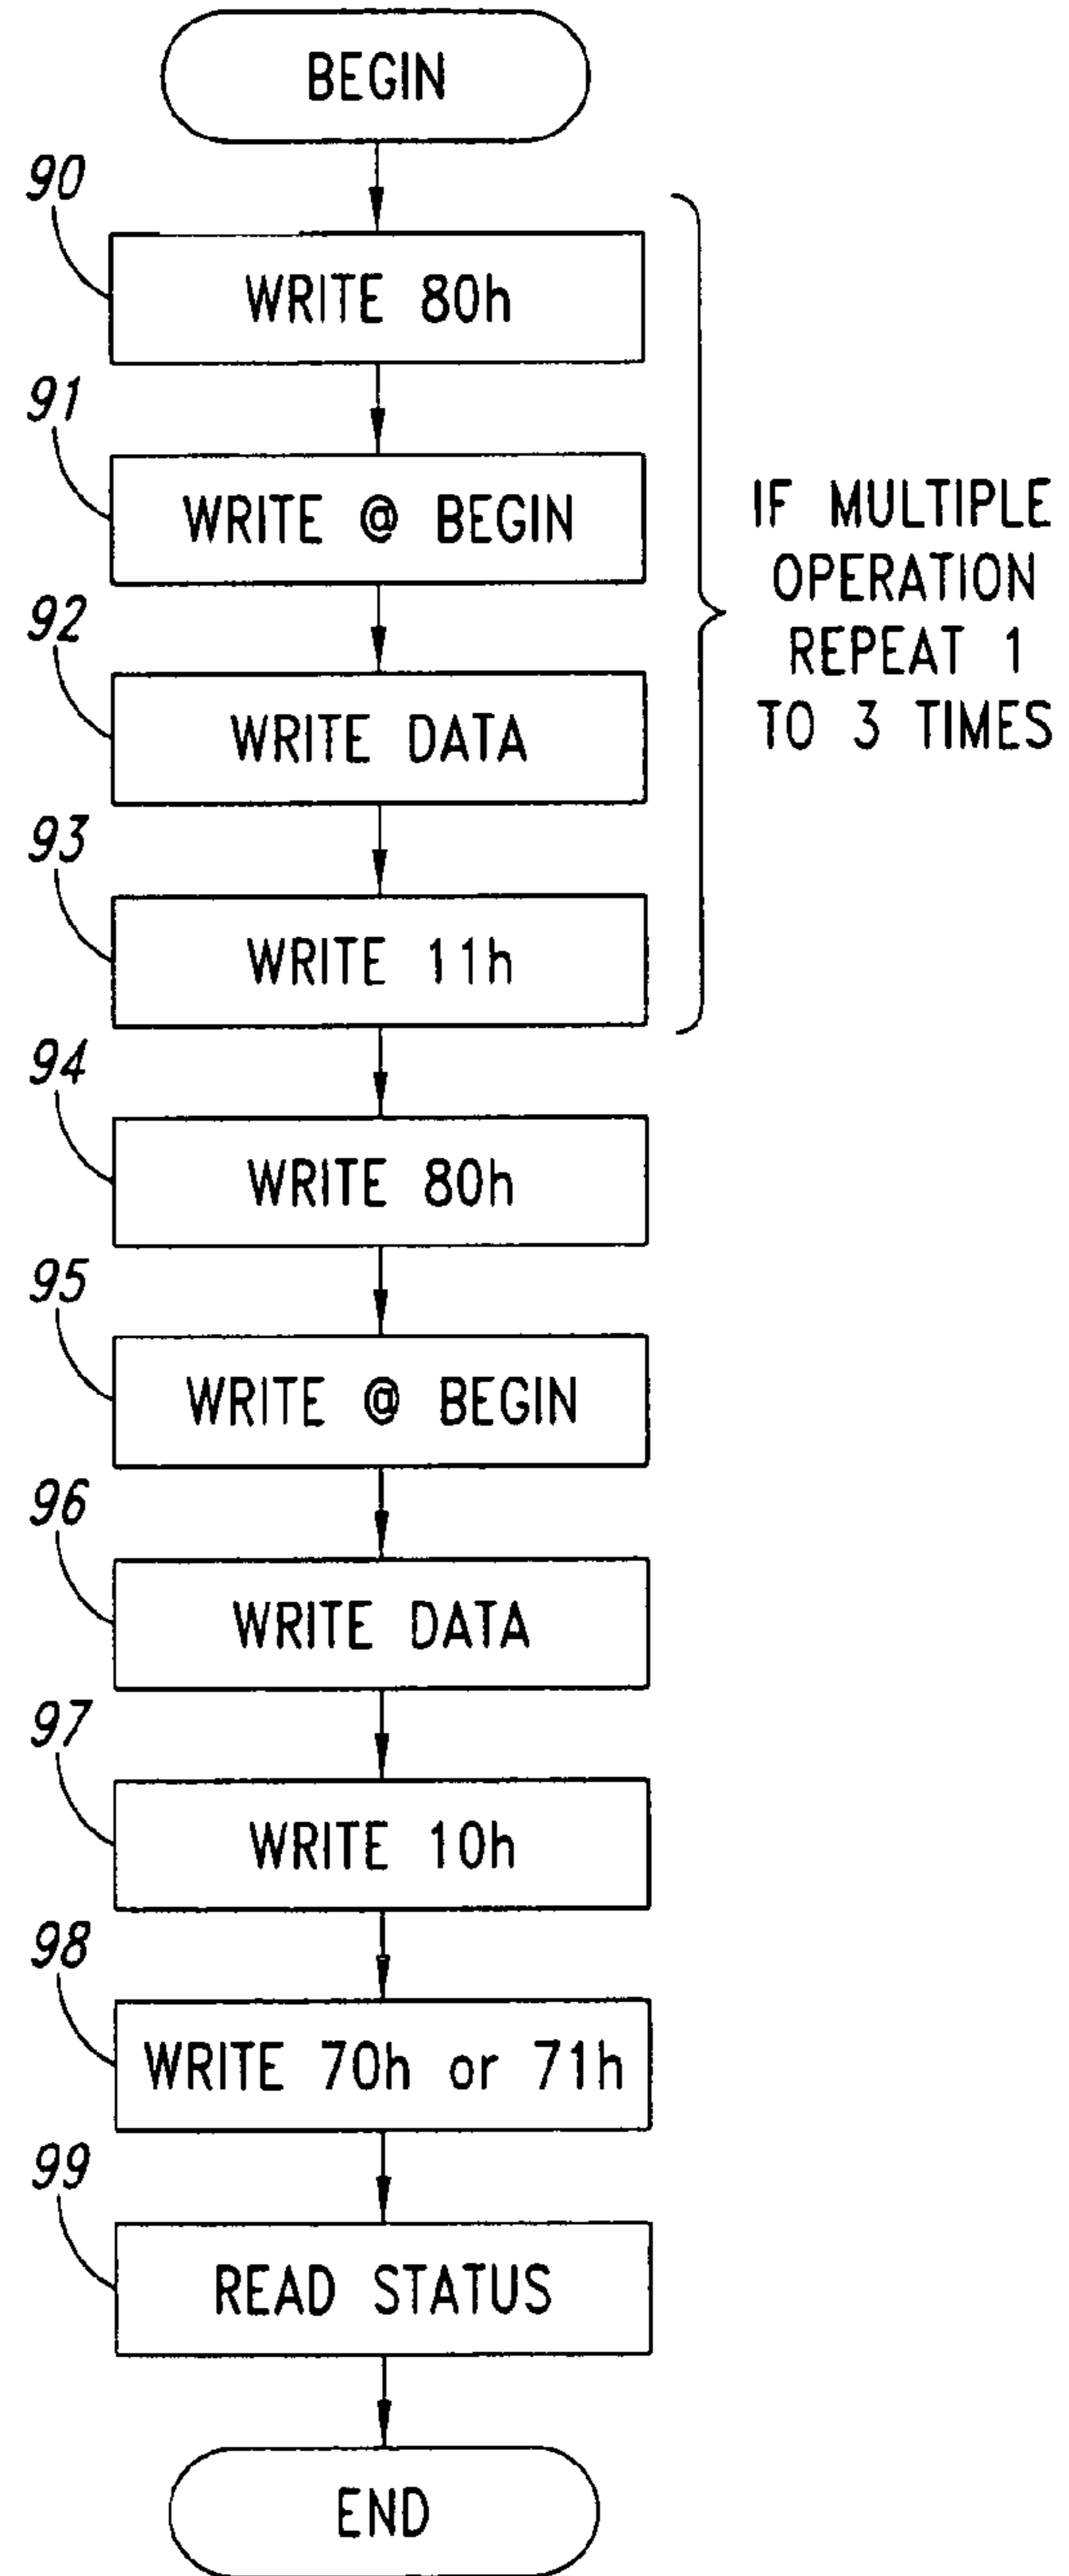 BEGIN
90
WRITE 80h
91
WRITE @ BEGIN
IF MULTIPLE
OPERATION
REPEAT 1
TO 3 TIMES
92
WRITE DATA
93
WRITE 11h
94
WRITE 80h
95
WRITE @ BEGIN
96
WRITE DATA
97
WRITE 10h
98
WRITE 70h or 71h
99
READ STATUS
END